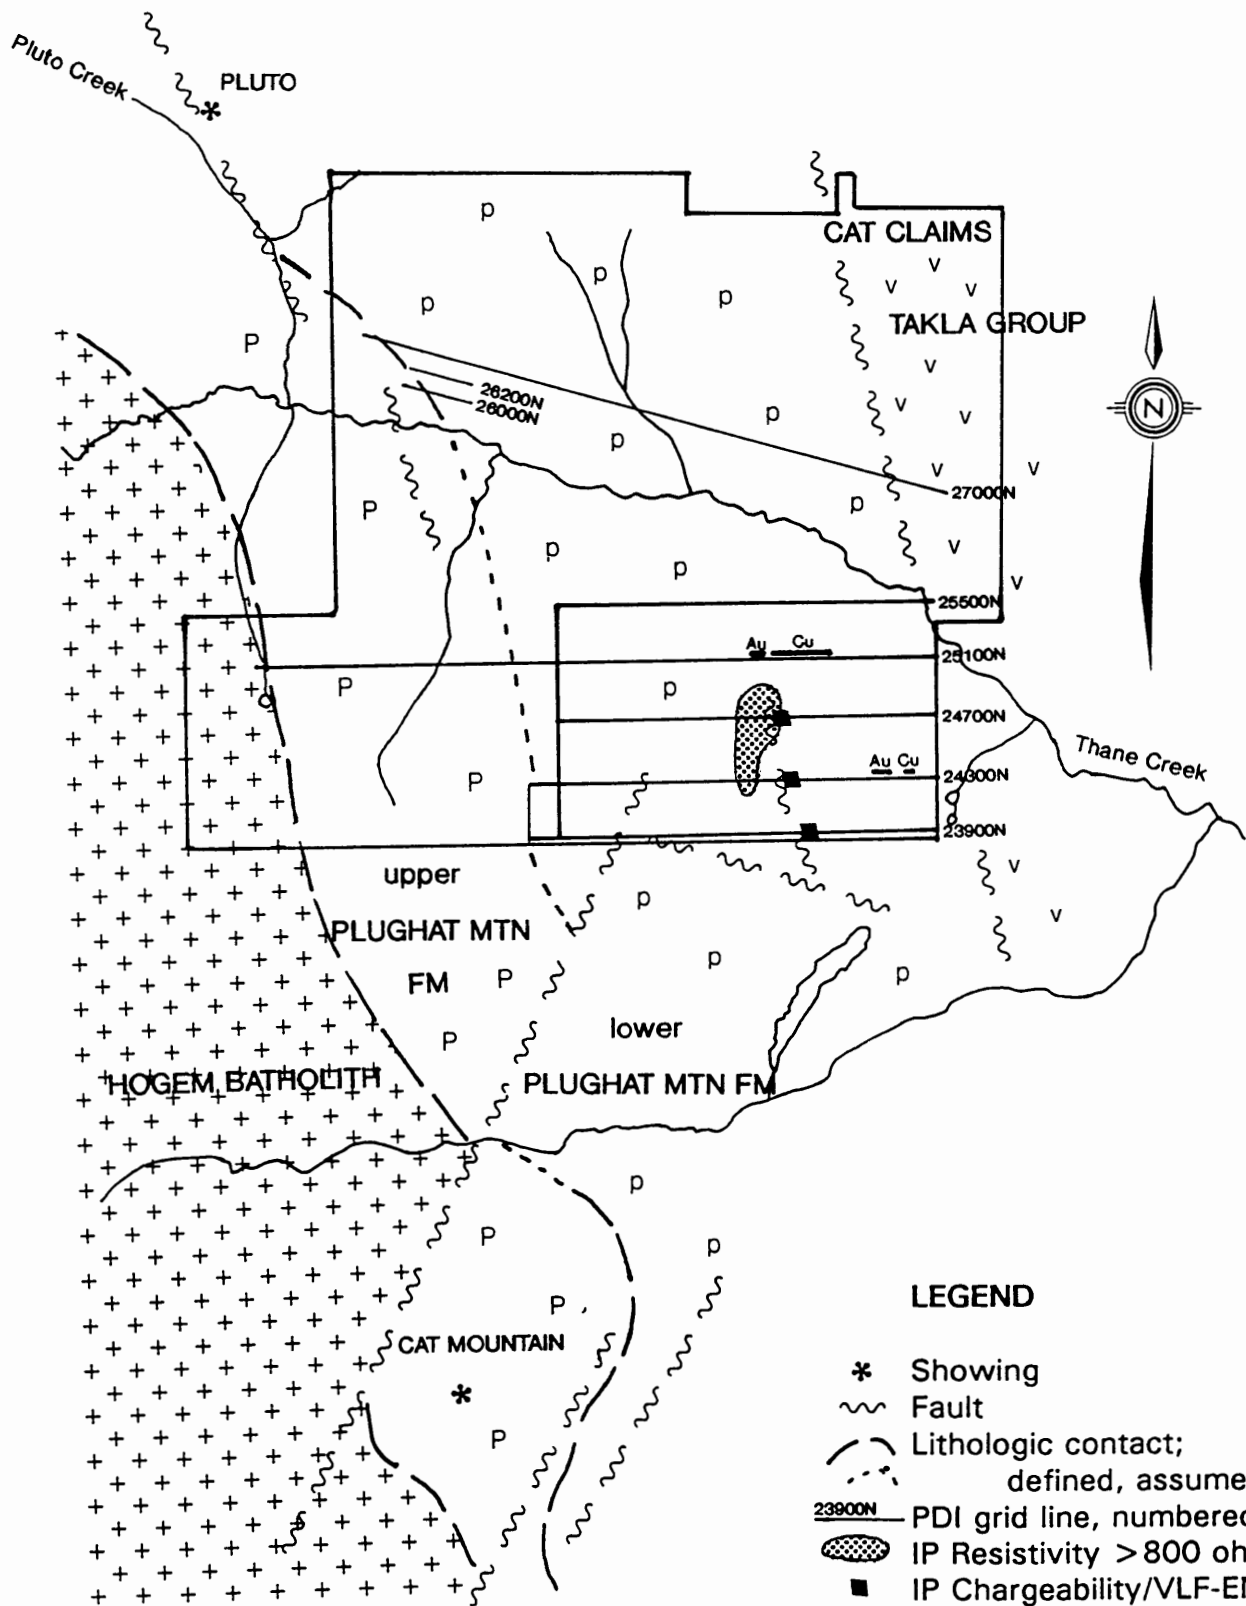 Pluto Creek
PLUTO
p
CAT CLAIMS
p
v
v
v
p
p
TAKLA GROUP
P
v
26200N
26000N
p
v
v
N
p
v
v
27000N
P
p
p
v
p
v
25500N
Au
Cu
25100N
P
p
24700N
Thane Creek
Au Cu
P
24300N
23900N
upper
v
p
v
PLUGHAT MTN
FM
P
p
p
lower
P
HOGEM BATHOLITH
PLUGHAT MTN FM
p
P
p
P
CAT MOUNTAIN
P
LEGEND
Showing
Fault
Lithologic contact;
defined, assume
23900N PDI grid line, numbered
IP Resistivity >800 oh
IP Chargeability/VLF-E